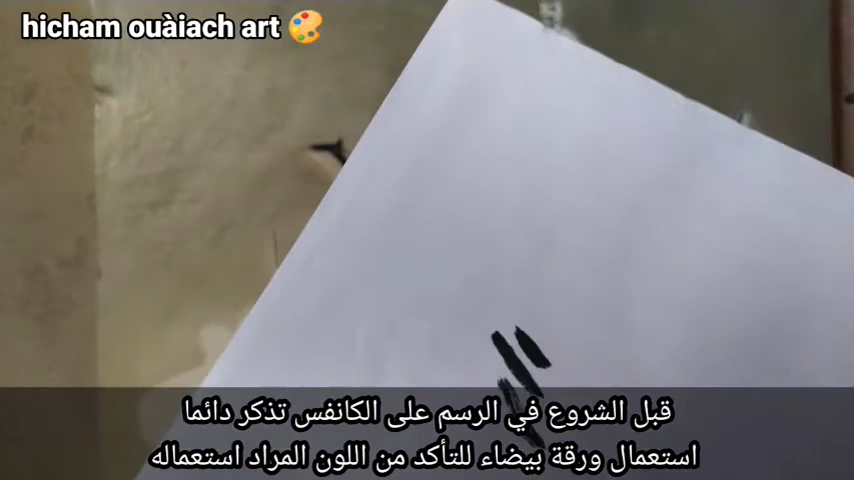 hicham ouàiach art 🎨
قبل الشروع في الرسم على الكانفس تذكر دائما
استعمال ورقة بيضاء للتأكد من اللون المراد استعماله